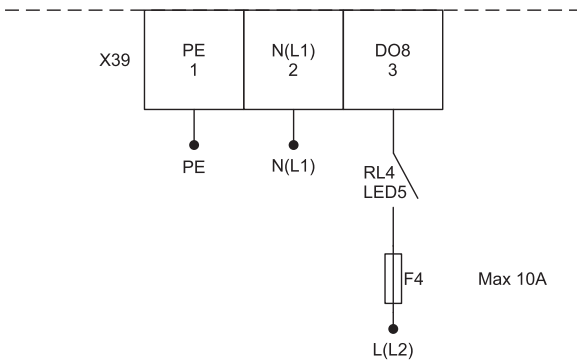 X39
PE
1
N(L1)
2
DO8
3
PE
N(L1)
RL4
LED5
F4
Max 10A
L(L2)